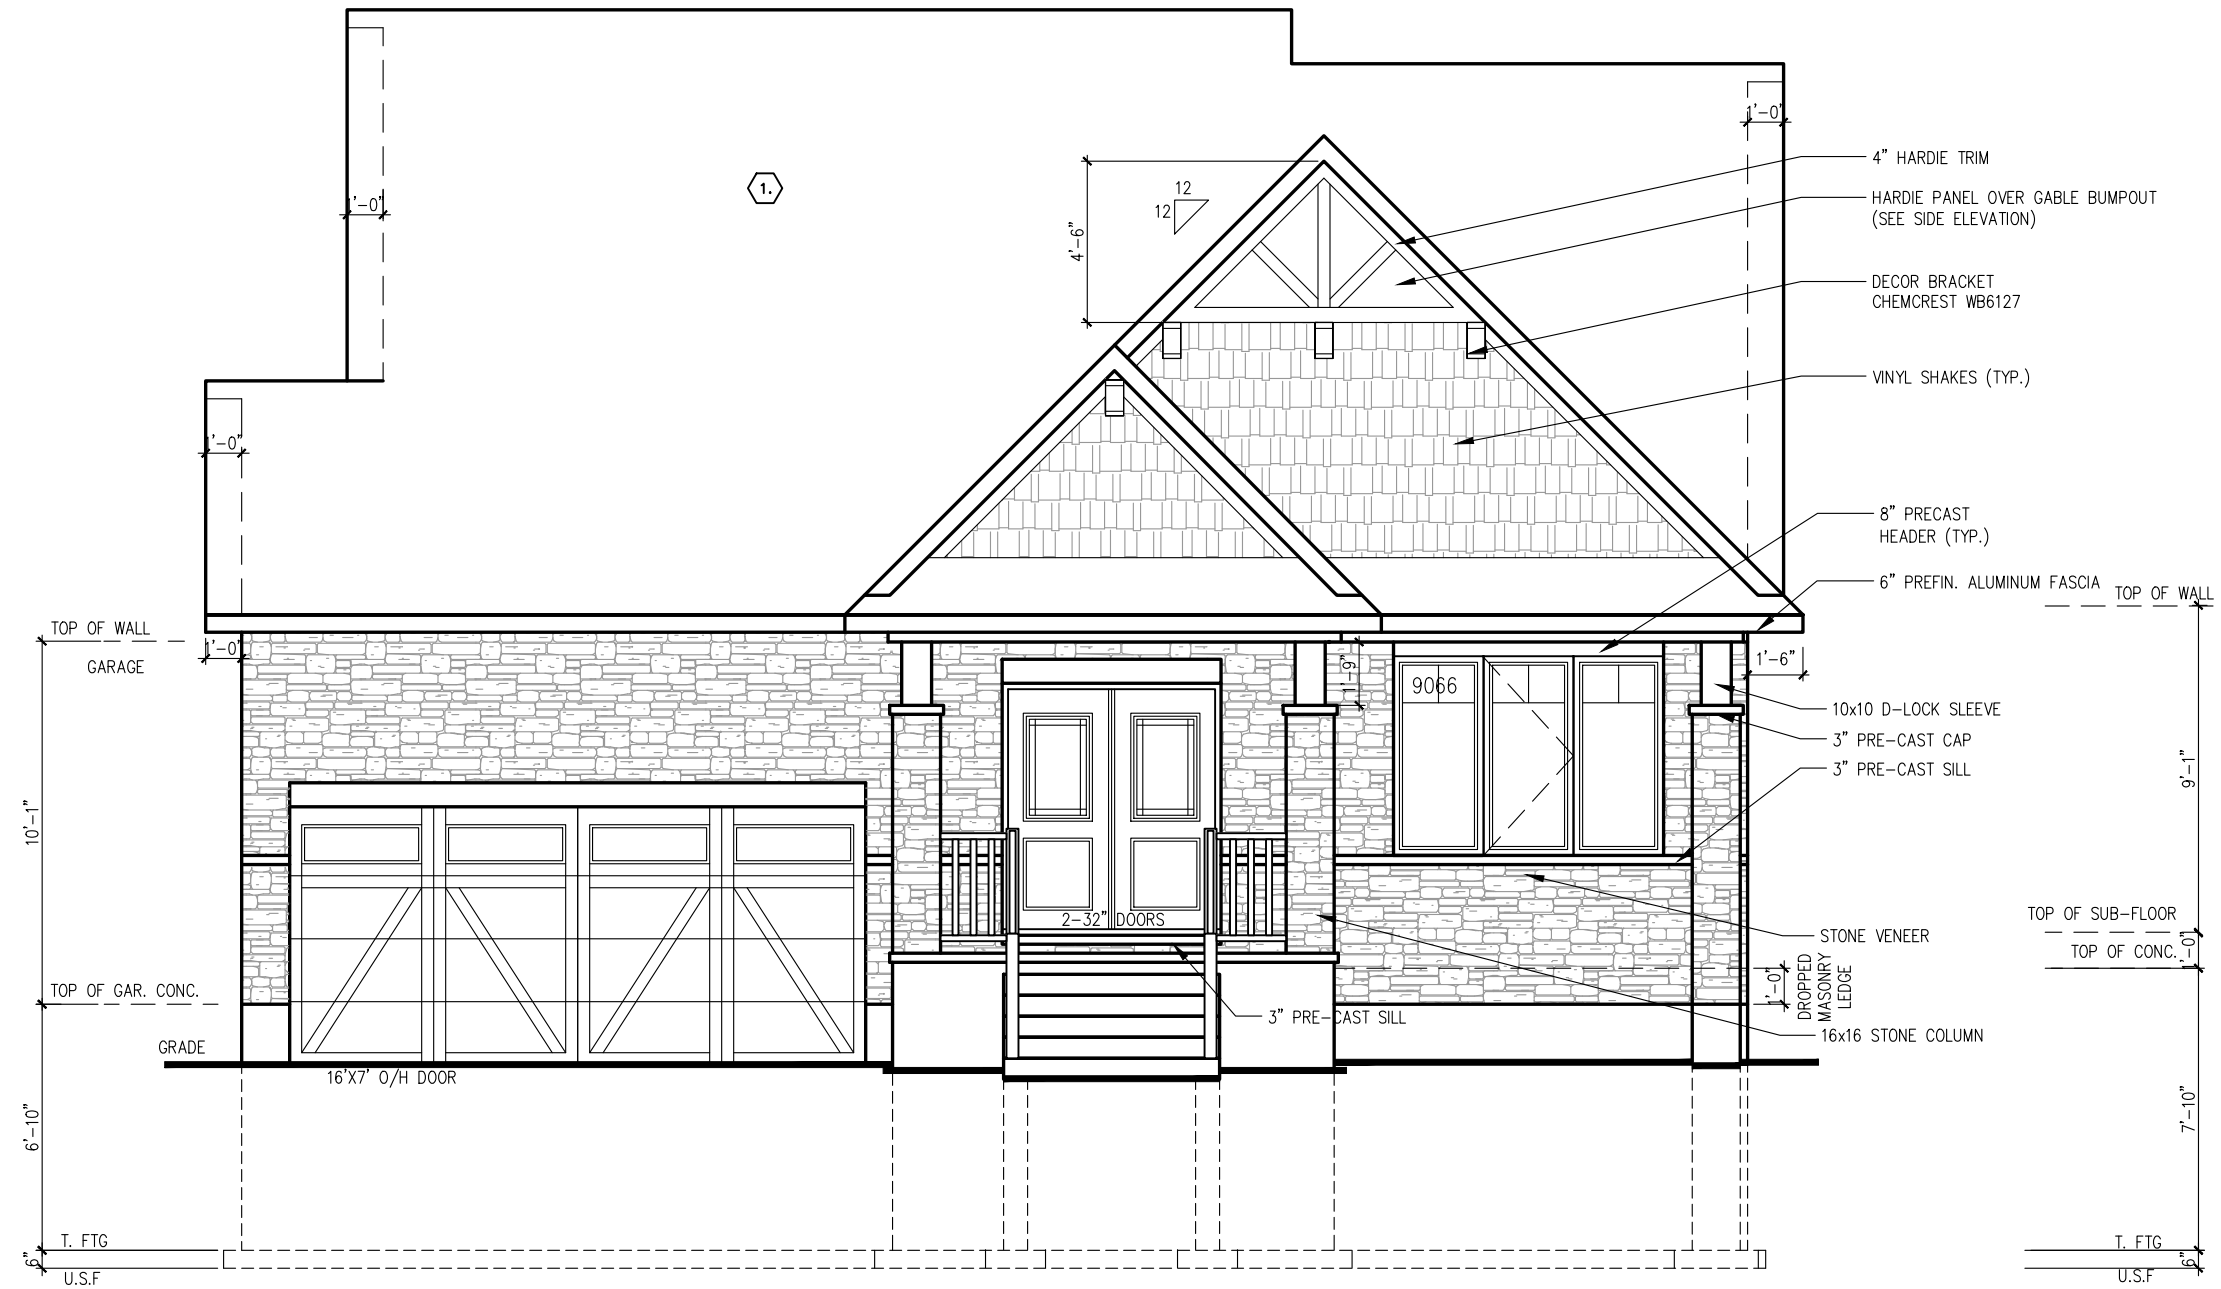 1'-0"
4" HARDIE TRIM
1.
12
12
1'-0"
HARDIE PANEL OVER GABLE BUMPOUT
(SEE SIDE ELEVATION)
4'-6"
DECOR BRACKET
CHEMCREST WB6127
VINYL SHAKES (TYP.)
1'-0"
8" PRECAST
HEADER (TYP.)
6" PREFIN. ALUMINUM FASCIA
TOP OF WALL
TOP OF WALL
GARAGE
1'-0"
1'-9"
1'-6"
9066
10x10 D-LOCK SLEEVE
3" PRE-CAST CAP
3" PRE-CAST SILL
9'-1"
10'-1"
2-32" DOORS
TOP OF SUB-FLOOR
STONE VENEER
TOP OF CONC.
1'-0"
TOP OF GAR. CONC.
1'-0"
DROPPED
MASONRY
LEDGE
3" PRE-CAST SILL
16x16 STONE COLUMN
GRADE
16'X7' O/H DOOR
6'-10"
7'-10"
T. FTG
T. FTG
6"
6"
U.S.F
U.S.F